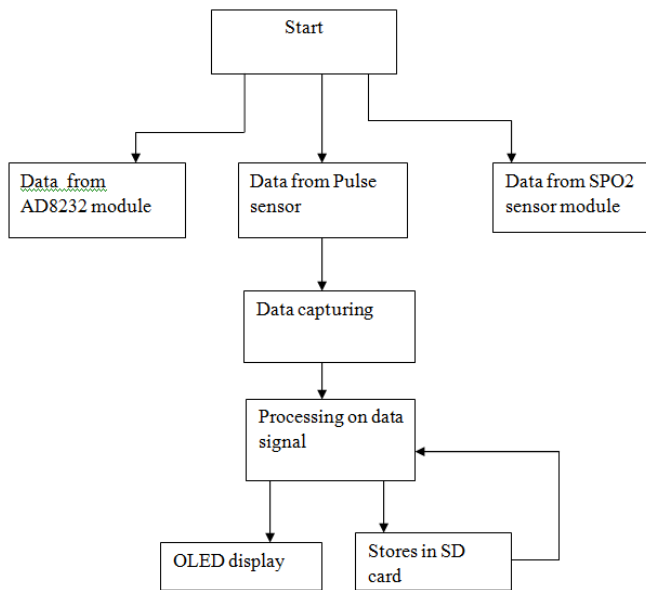 Start
Data from
AD8232 module
Data from Pulse
sensor
Data from SPO2
sensor module
Data capturing
Processing on data
signal
OLED display
Stores in SD
card